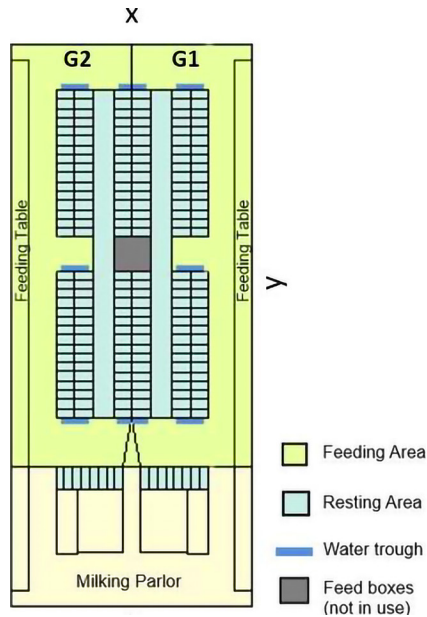 X
G2
G1
Feeding Table
Feeding Table
y
Feeding Area
Resting Area
Water trough
Feed boxes
(not in use)
Milking Parlor